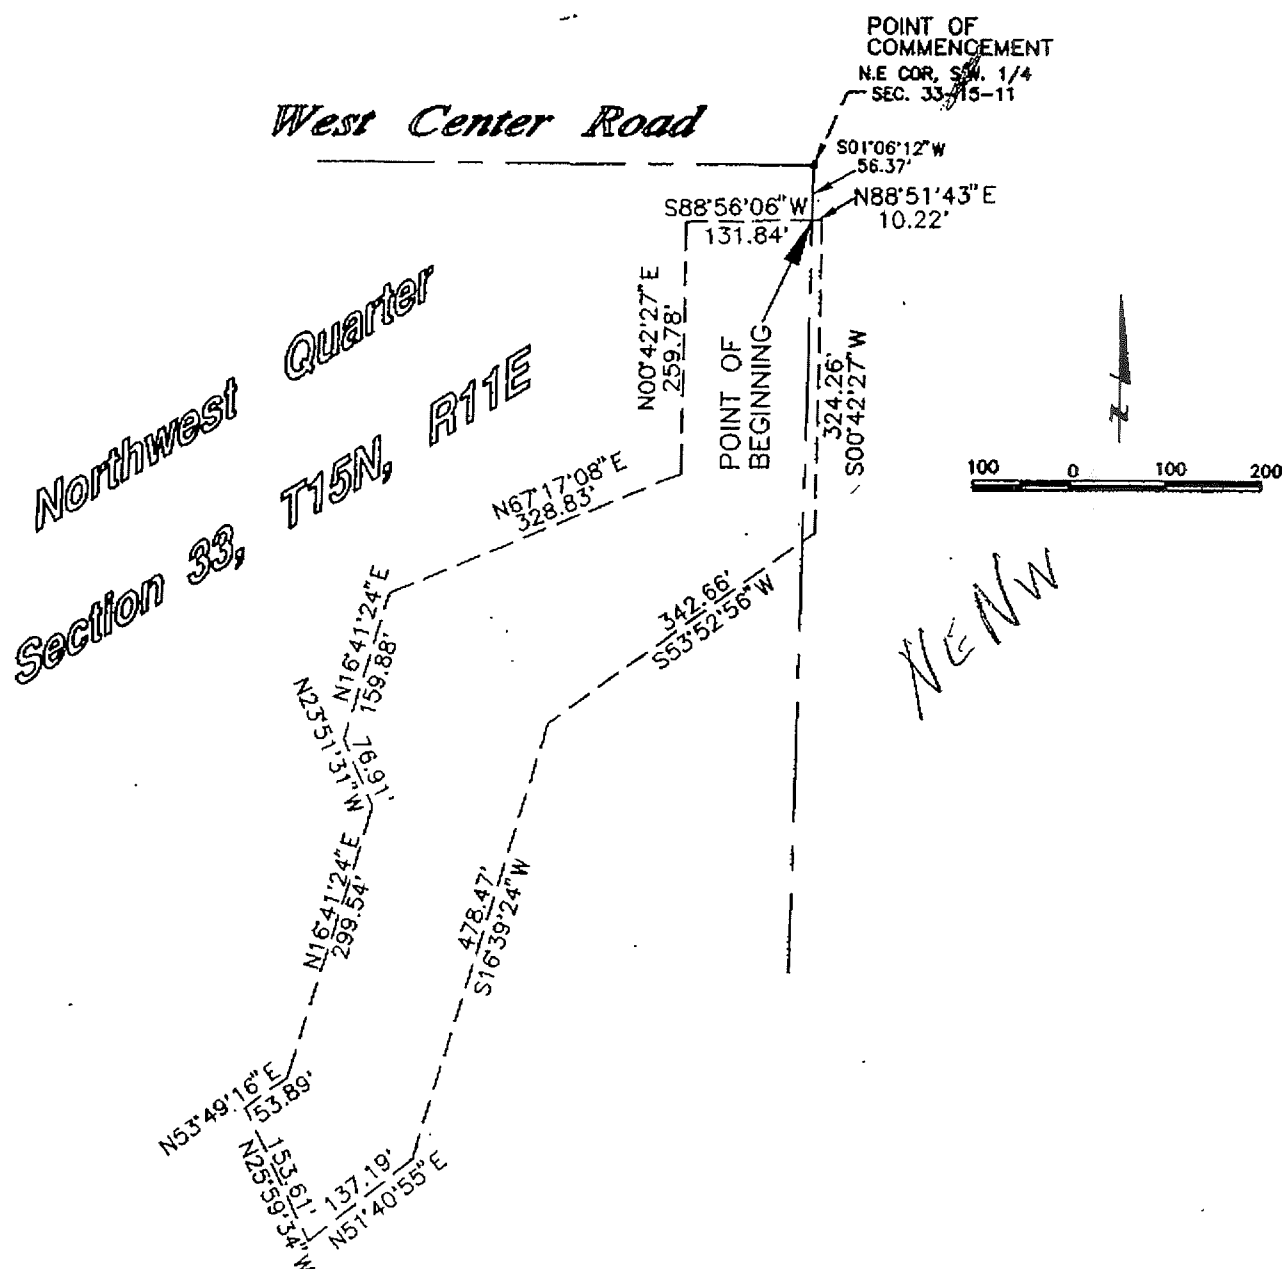 POINT OF
COMMENCEMENT
N.E COR, S.W. 1/4
SEC. 33-15-11
West Center Road
S01°06'12"W
56.37'
S88°56'06"W
131.84'
N88°51'43"E
10.22'
Northwest Quarter
Section 33, T15N, R11E
N00°42'27"E
259.78'
POINT OF
BEGINNING
324.26'
S00°42'27"W
N
100 0 100 200
N67°17'08"E
328.83'
NENW
N16°41'24"E
159.88'
342.66'
S53°52'56"W
N23°51'31"W
76.91'
N16°41'24"E
299.54'
478.47'
S16°39'24"W
N53°49'16"E
53.89'
153.61'
N25°59'34"W
137.19'
N51°40'55"E